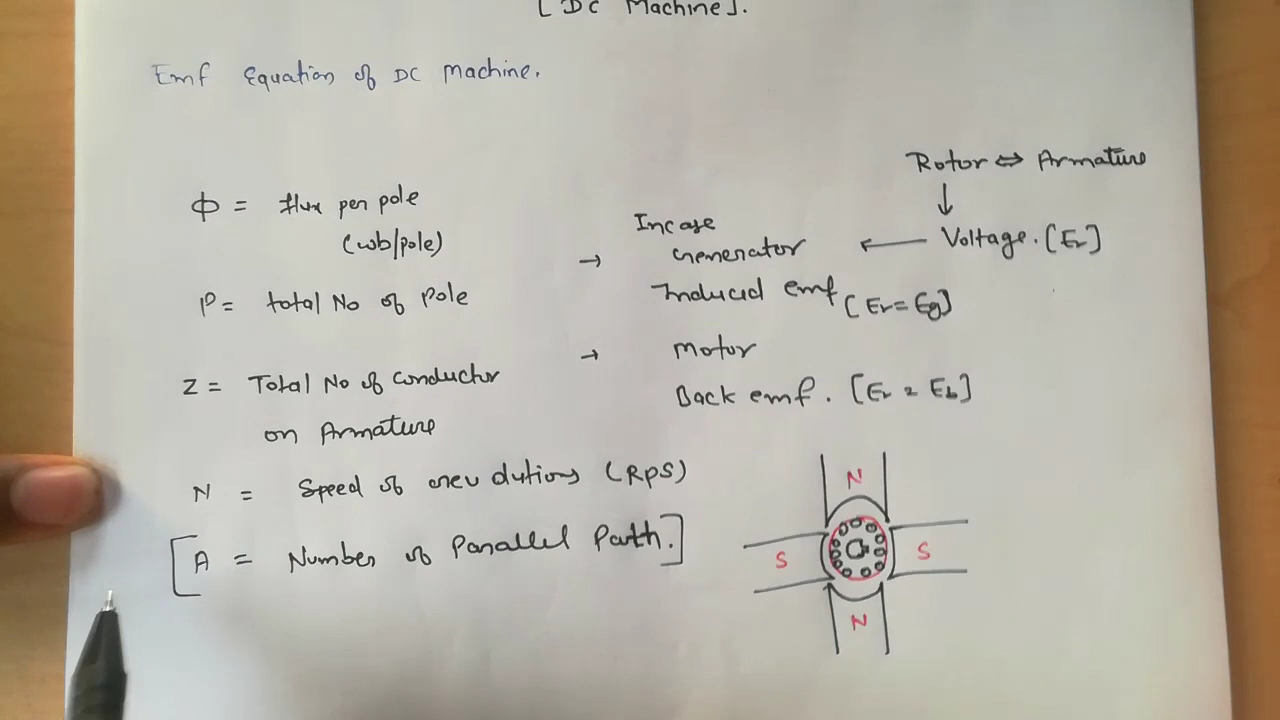 [ DC Machine].
Emf Equation of DC Machine.
Φ = flux per pole
(wb/pole)
P = total No of Pole
Z = Total No of Conductor
on Armature
N = Speed of (RPS)
[A = Number of Parallel Path.]
Rotor ⇔ Armature
↓
← Voltage. [Er]
→ Incase
Generator
Induced emf [Er = Eg]
→ Motor
Back emf. [Er = Eb]
N
S
S
N